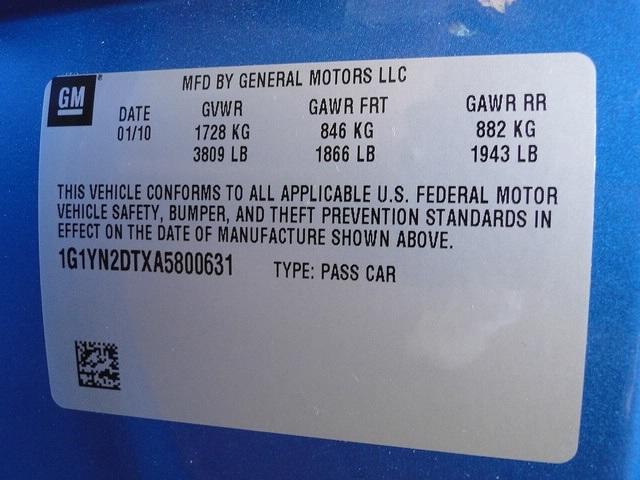 GM
MFD BY GENERAL MOTORS LLC
DATE GVWR GAWR FRT GAWR RR
01/10 1728 KG 846 KG 882 KG
3809 LB 1866 LB 1943 LB
THIS VEHICLE CONFORMS TO ALL APPLICABLE U.S. FEDERAL MOTOR
VEHICLE SAFETY, BUMPER, AND THEFT PREVENTION STANDARDS IN
EFFECT ON THE DATE OF MANUFACTURE SHOWN ABOVE.
1G1YN2DTXA5800631 TYPE: PASS CAR